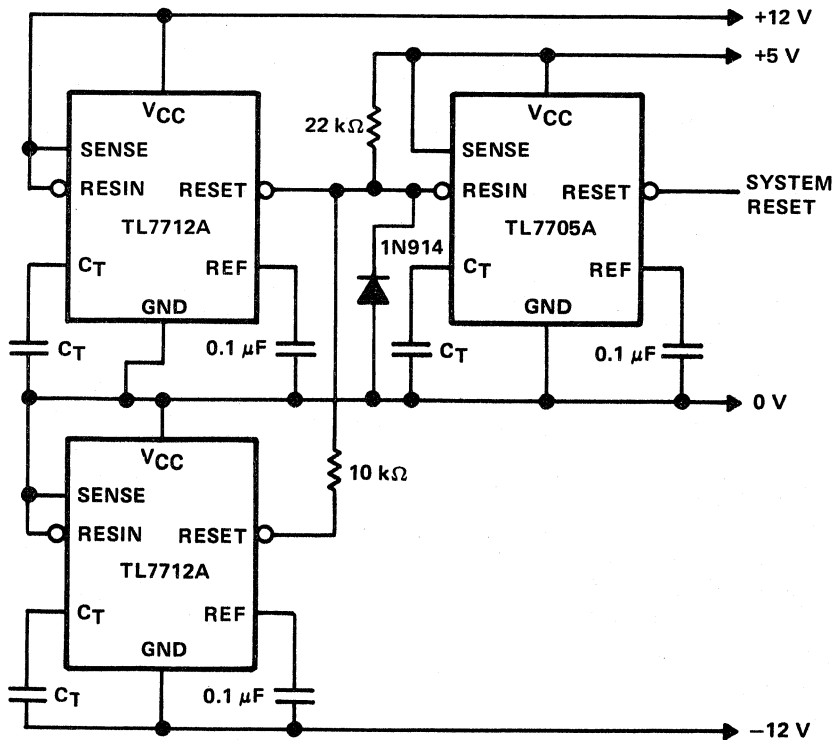 +12 V
+5 V
VCC
SENSE
RESIN
RESET
TL7712A
CT
REF
GND
CT
0.1 μF
22 kΩ
1N914
VCC
SENSE
RESIN
RESET
TL7705A
CT
REF
GND
CT
0.1 μF
SYSTEM
RESET
0 V
10 kΩ
VCC
SENSE
RESIN
RESET
TL7712A
CT
REF
GND
CT
0.1 μF
−12 V